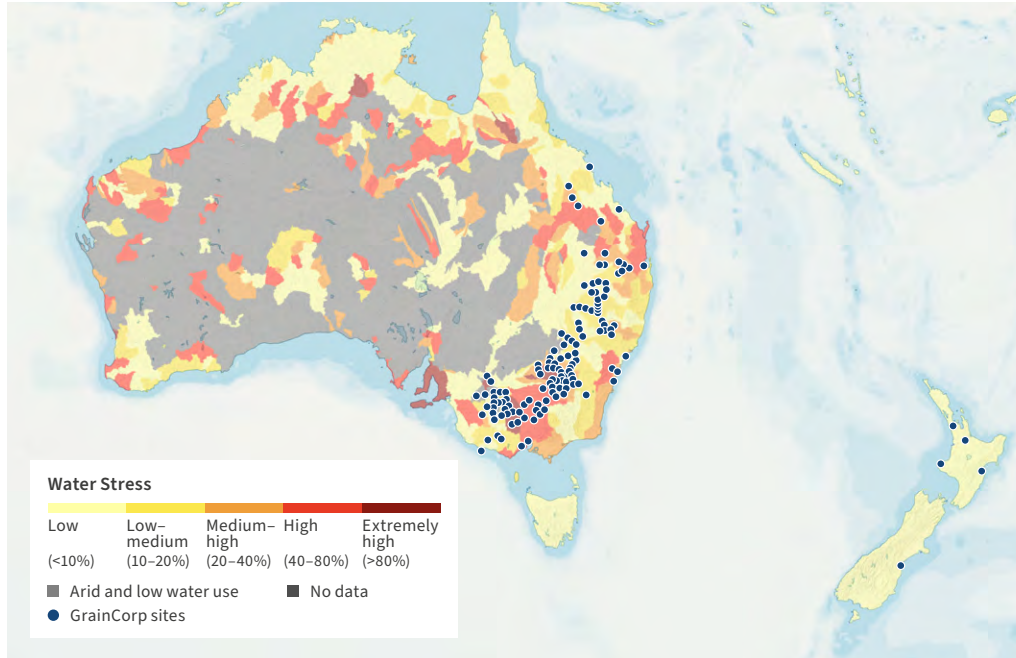 Water Stress
Low Low– Medium– High Extremely
medium high high
(<10%) (10–20%) (20–40%) (40–80%) (>80%)
Arid and low water use No data
GrainCorp sites